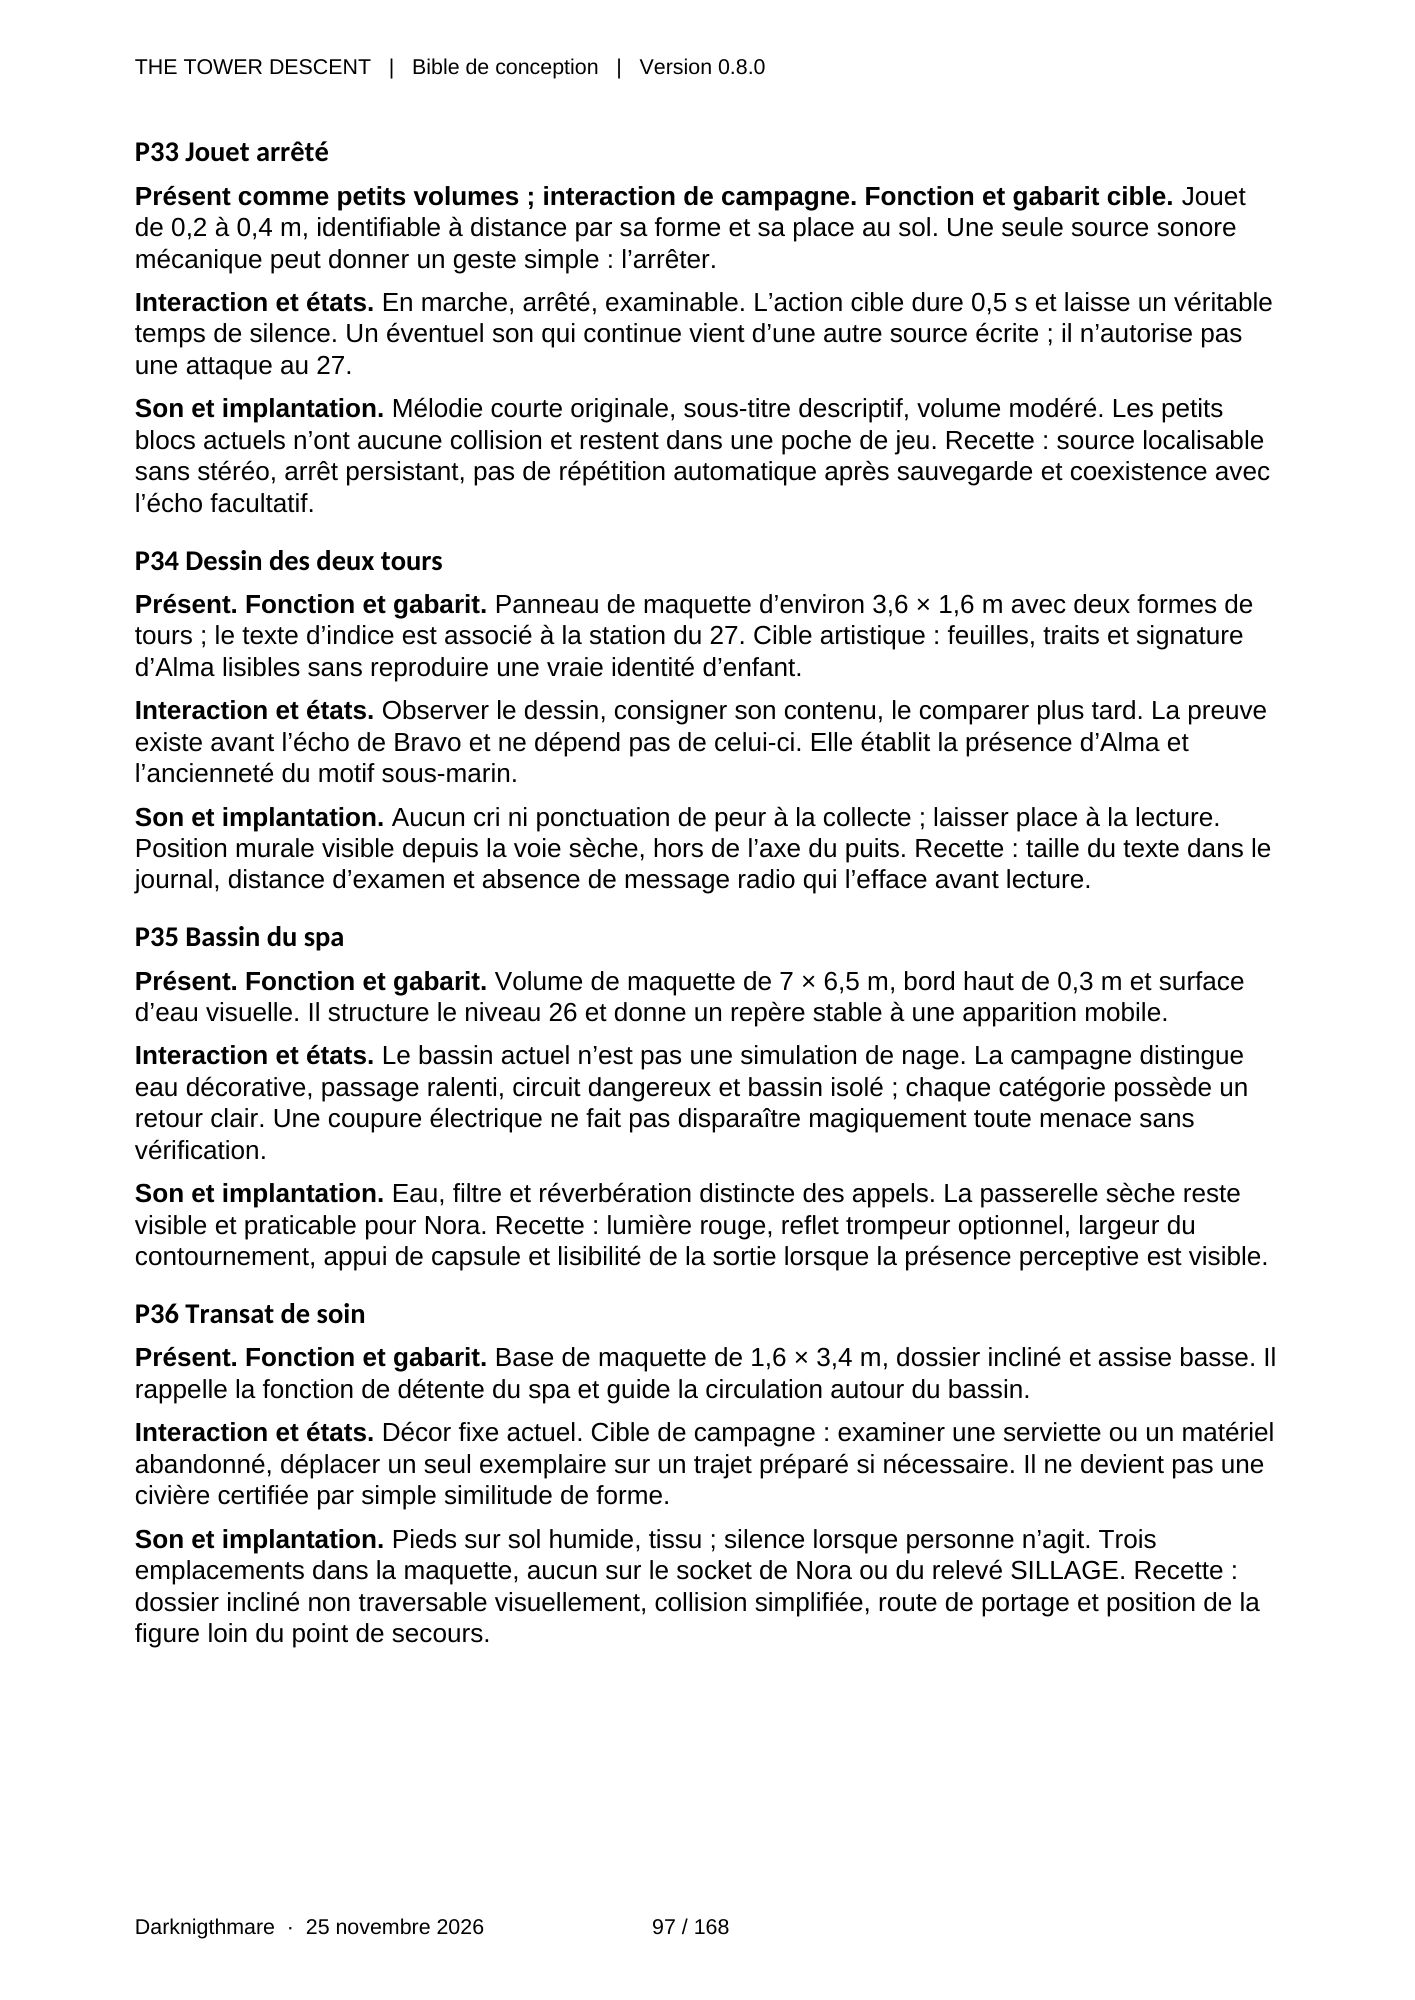 THE TOWER DESCENT | Bible de conception | Version 0.8.0
P33 Jouet arrêté
Présent comme petits volumes ; interaction de campagne. Fonction et gabarit cible. Jouet
de 0,2 à 0,4 m, identifiable à distance par sa forme et sa place au sol. Une seule source sonore
mécanique peut donner un geste simple : l’arrêter.
Interaction et états. En marche, arrêté, examinable. L’action cible dure 0,5 s et laisse un véritable
temps de silence. Un éventuel son qui continue vient d’une autre source écrite ; il n’autorise pas
une attaque au 27.
Son et implantation. Mélodie courte originale, sous-titre descriptif, volume modéré. Les petits
blocs actuels n’ont aucune collision et restent dans une poche de jeu. Recette : source localisable
sans stéréo, arrêt persistant, pas de répétition automatique après sauvegarde et coexistence avec
l’écho facultatif.
P34 Dessin des deux tours
Présent. Fonction et gabarit. Panneau de maquette d’environ 3,6 × 1,6 m avec deux formes de
tours ; le texte d’indice est associé à la station du 27. Cible artistique : feuilles, traits et signature
d’Alma lisibles sans reproduire une vraie identité d’enfant.
Interaction et états. Observer le dessin, consigner son contenu, le comparer plus tard. La preuve
existe avant l’écho de Bravo et ne dépend pas de celui-ci. Elle établit la présence d’Alma et
l’ancienneté du motif sous-marin.
Son et implantation. Aucun cri ni ponctuation de peur à la collecte ; laisser place à la lecture.
Position murale visible depuis la voie sèche, hors de l’axe du puits. Recette : taille du texte dans le
journal, distance d’examen et absence de message radio qui l’efface avant lecture.
P35 Bassin du spa
Présent. Fonction et gabarit. Volume de maquette de 7 × 6,5 m, bord haut de 0,3 m et surface
d’eau visuelle. Il structure le niveau 26 et donne un repère stable à une apparition mobile.
Interaction et états. Le bassin actuel n’est pas une simulation de nage. La campagne distingue
eau décorative, passage ralenti, circuit dangereux et bassin isolé ; chaque catégorie possède un
retour clair. Une coupure électrique ne fait pas disparaître magiquement toute menace sans
vérification.
Son et implantation. Eau, filtre et réverbération distincte des appels. La passerelle sèche reste
visible et praticable pour Nora. Recette : lumière rouge, reflet trompeur optionnel, largeur du
contournement, appui de capsule et lisibilité de la sortie lorsque la présence perceptive est visible.
P36 Transat de soin
Présent. Fonction et gabarit. Base de maquette de 1,6 × 3,4 m, dossier incliné et assise basse. Il
rappelle la fonction de détente du spa et guide la circulation autour du bassin.
Interaction et états. Décor fixe actuel. Cible de campagne : examiner une serviette ou un matériel
abandonné, déplacer un seul exemplaire sur un trajet préparé si nécessaire. Il ne devient pas une
civière certifiée par simple similitude de forme.
Son et implantation. Pieds sur sol humide, tissu ; silence lorsque personne n’agit. Trois
emplacements dans la maquette, aucun sur le socket de Nora ou du relevé SILLAGE. Recette :
dossier incliné non traversable visuellement, collision simplifiée, route de portage et position de la
figure loin du point de secours.
Darknigthmare · 25 novembre 2026 97 / 168